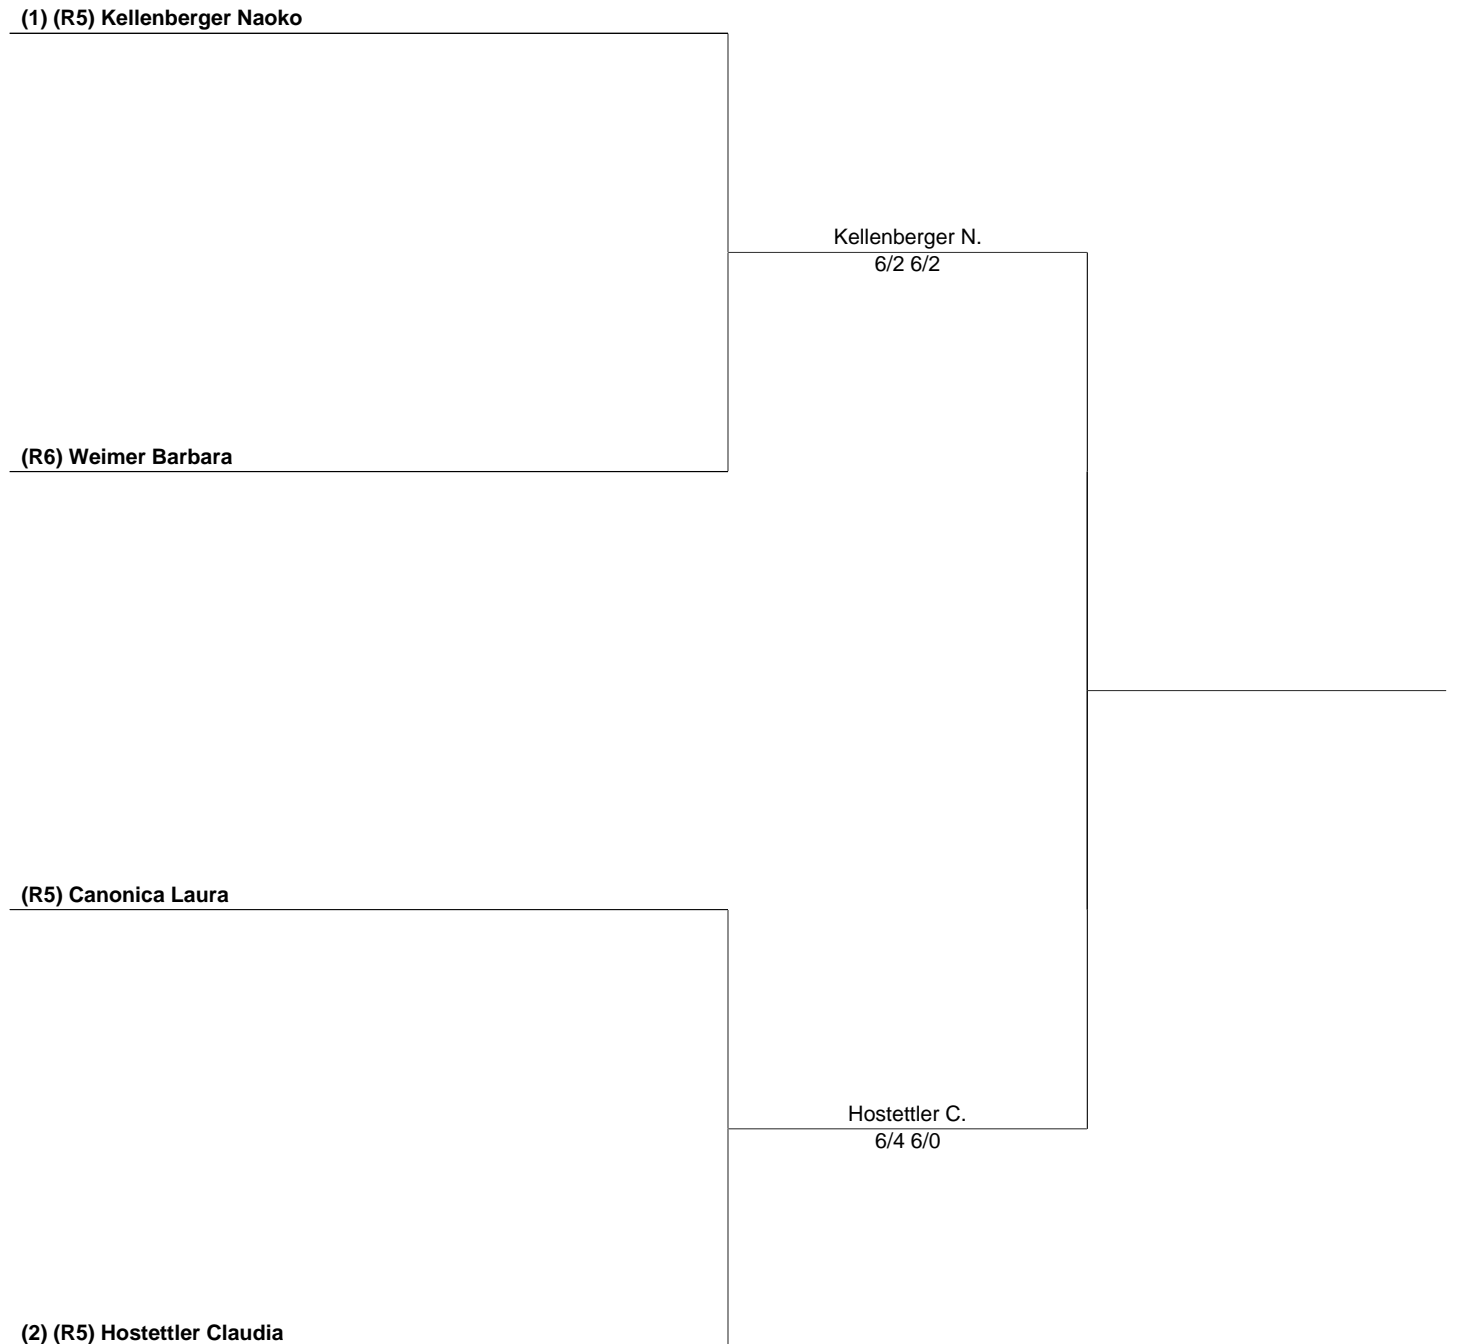 (1) (R5) Kellenberger Naoko
Kellenberger N.
6/2 6/2
(R6) Weimer Barbara
(R5) Canonica Laura
Hostettler C.
6/4 6/0
(2) (R5) Hostettler Claudia